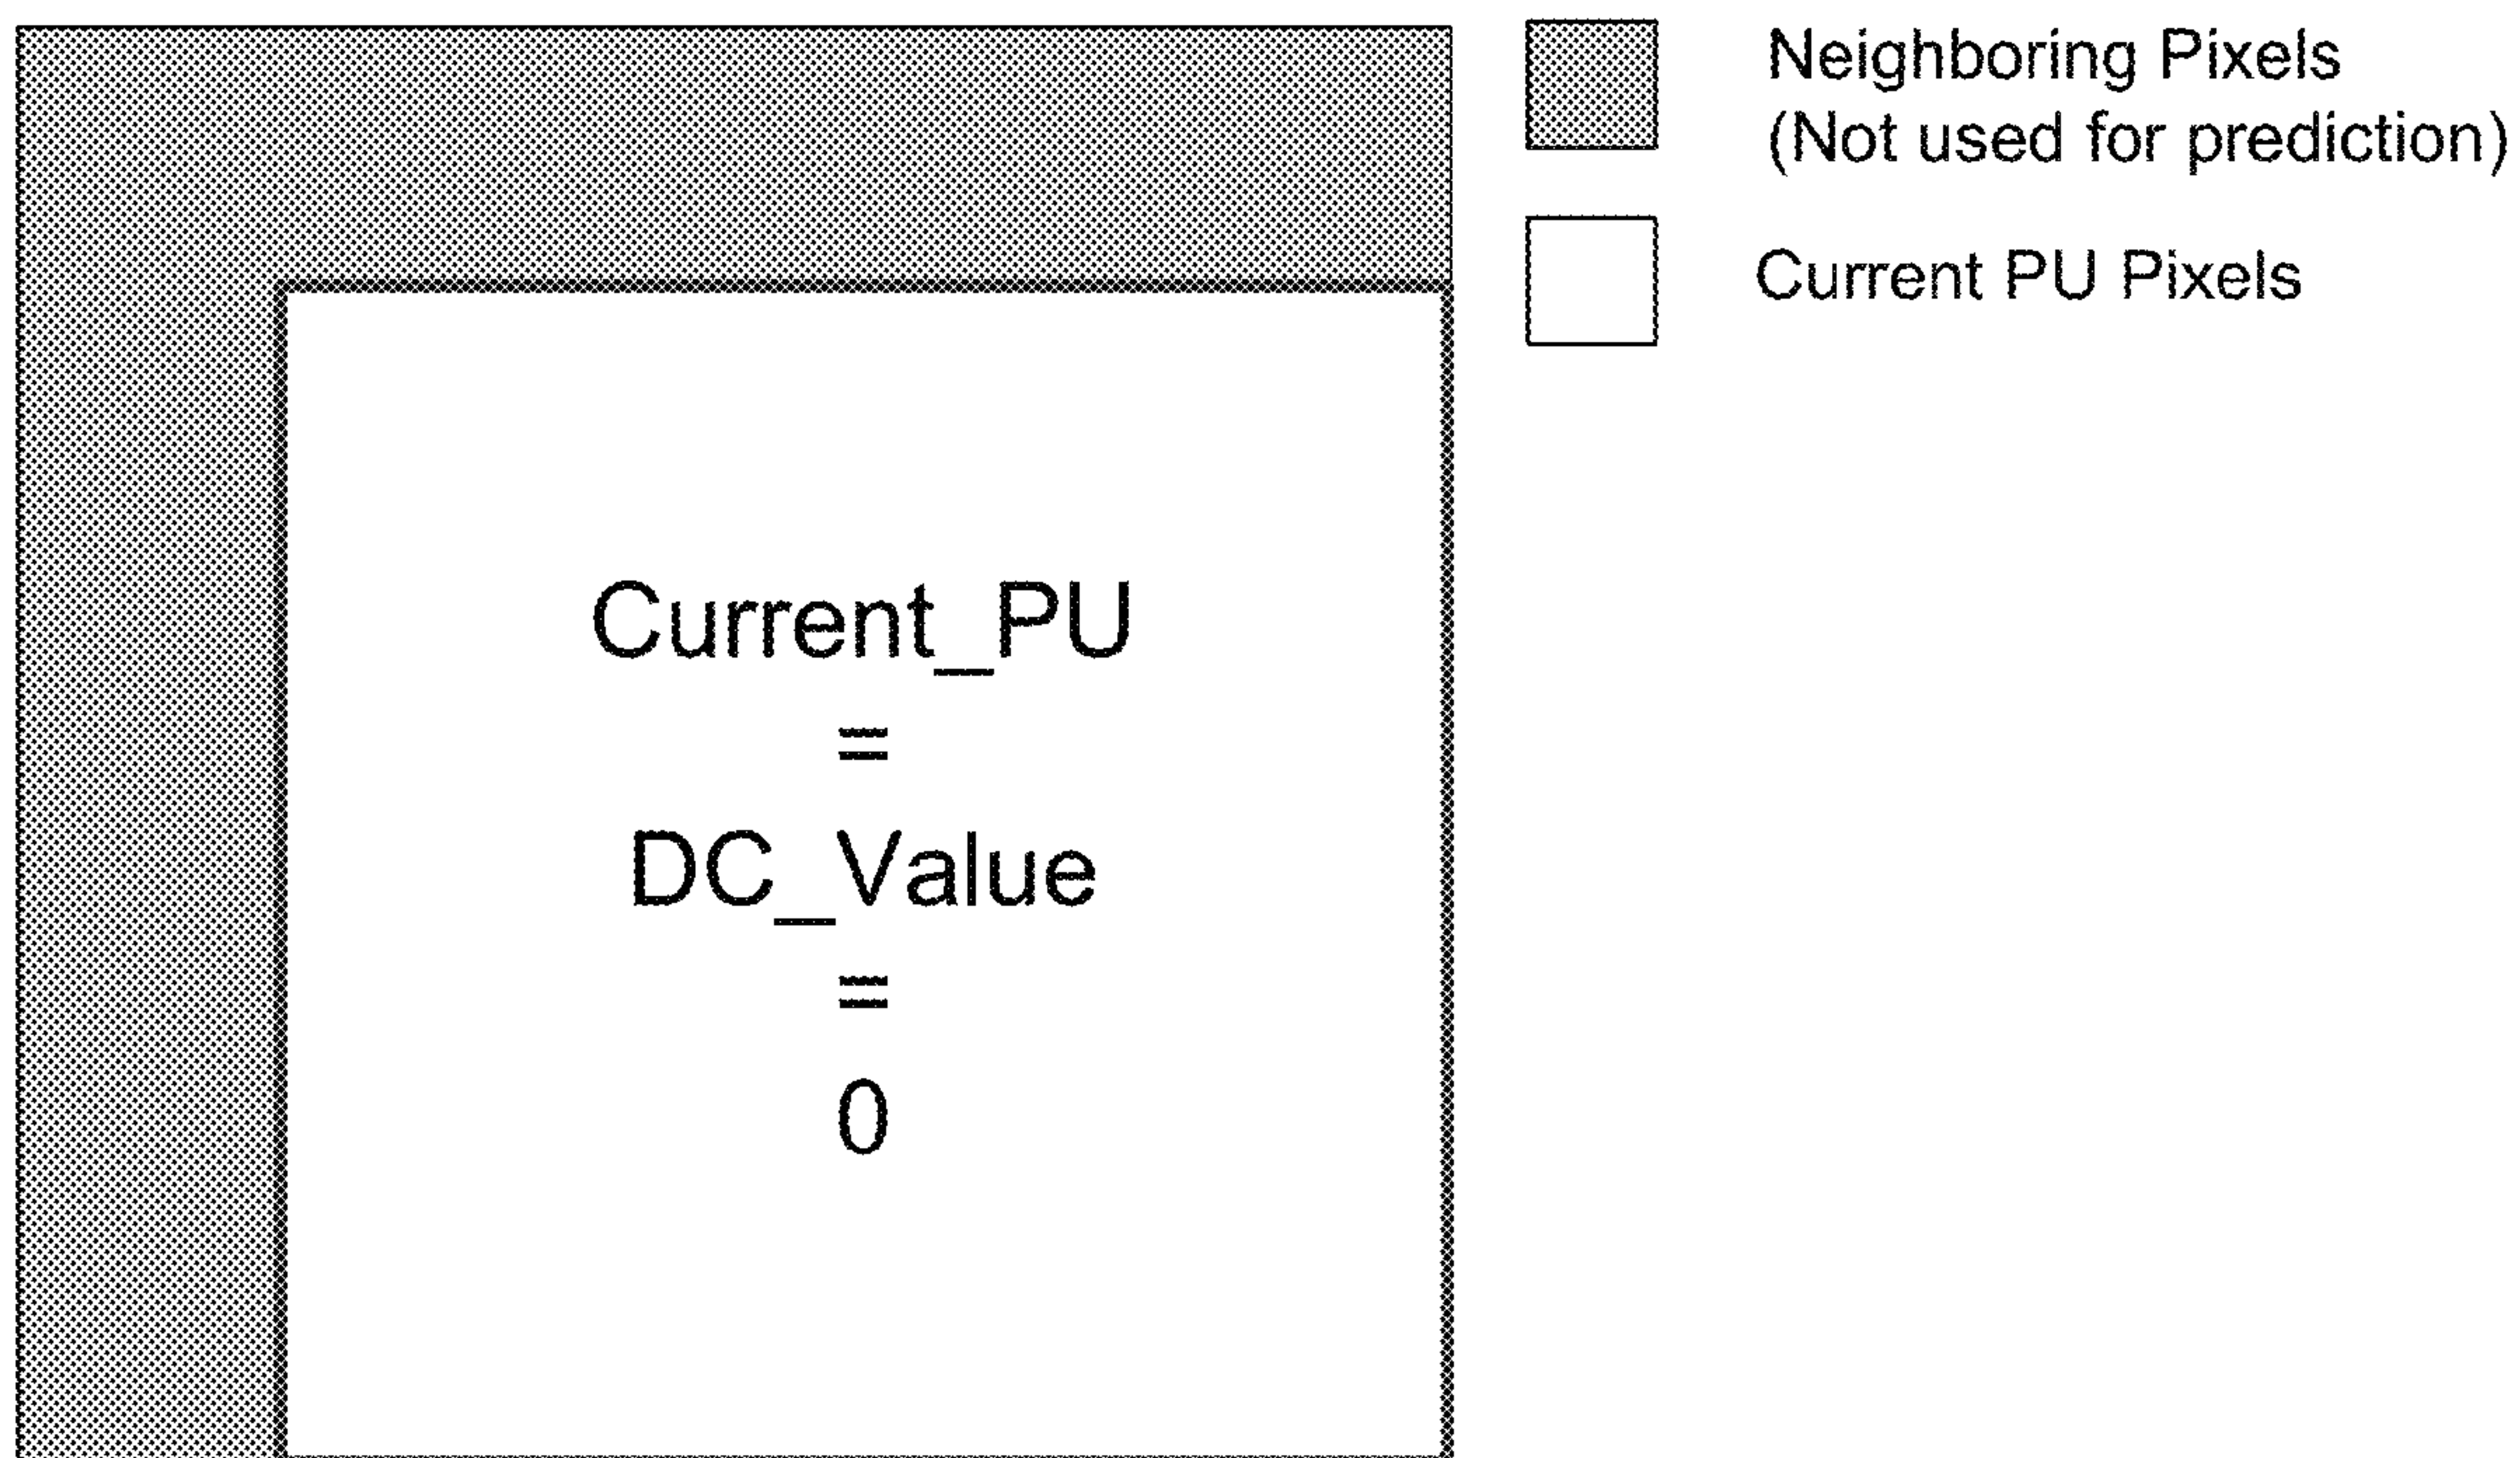 Neighboring Pixels
(Not used for prediction)
Current PU Pixels
Current_PU
=
DC_Value
=
0